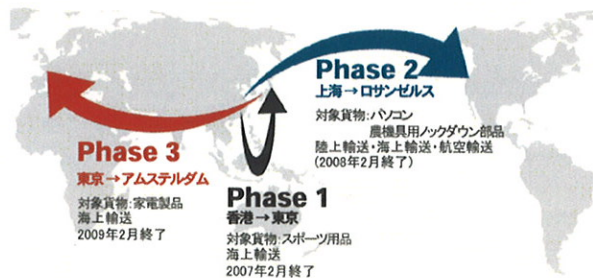 Phase 2
上海→ロサンゼルス
対象貨物:パソコン
農機具用ノックダウン部品
陸上輸送・海上輸送・航空輸送
(2008年2月終了)
Phase 3
東京→アムステルダム
対象貨物:家電製品
海上輸送
2009年2月終了
Phase 1
香港→東京
対象貨物:スポーツ用品
海上輸送
2007年2月終了